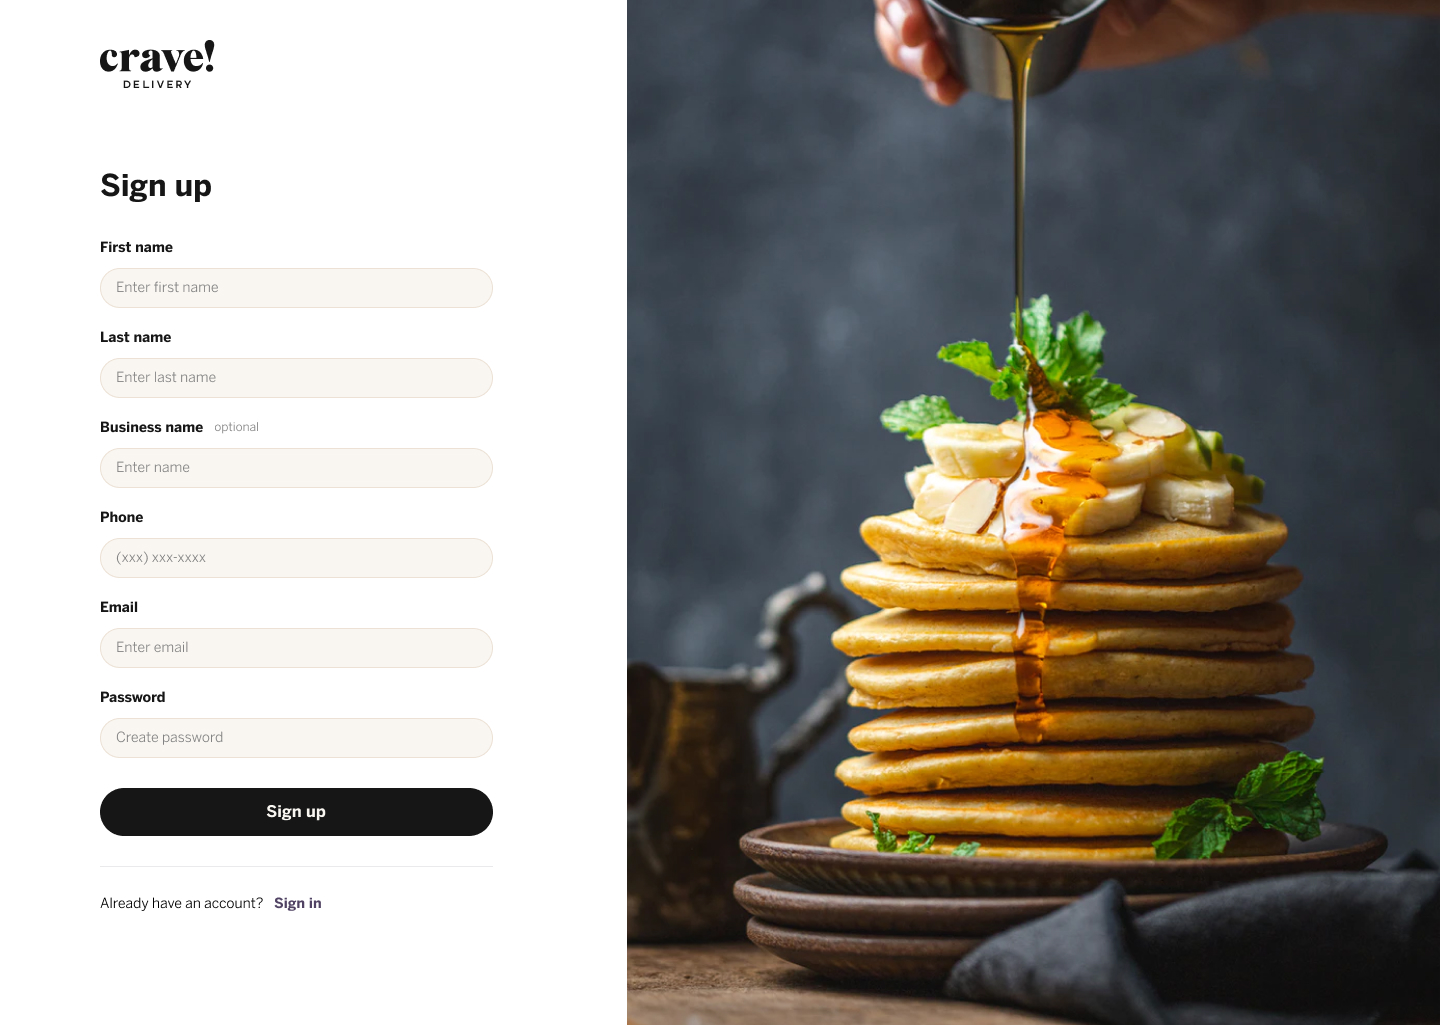 crave!
DELIVERY
Sign up
First name
Enter first name
Last name
Enter last name
Business name optional
Enter name
Phone
(xxx) xxx-xxxx
Email
Enter email
Password
Create password
Sign up
Already have an account? Sign in